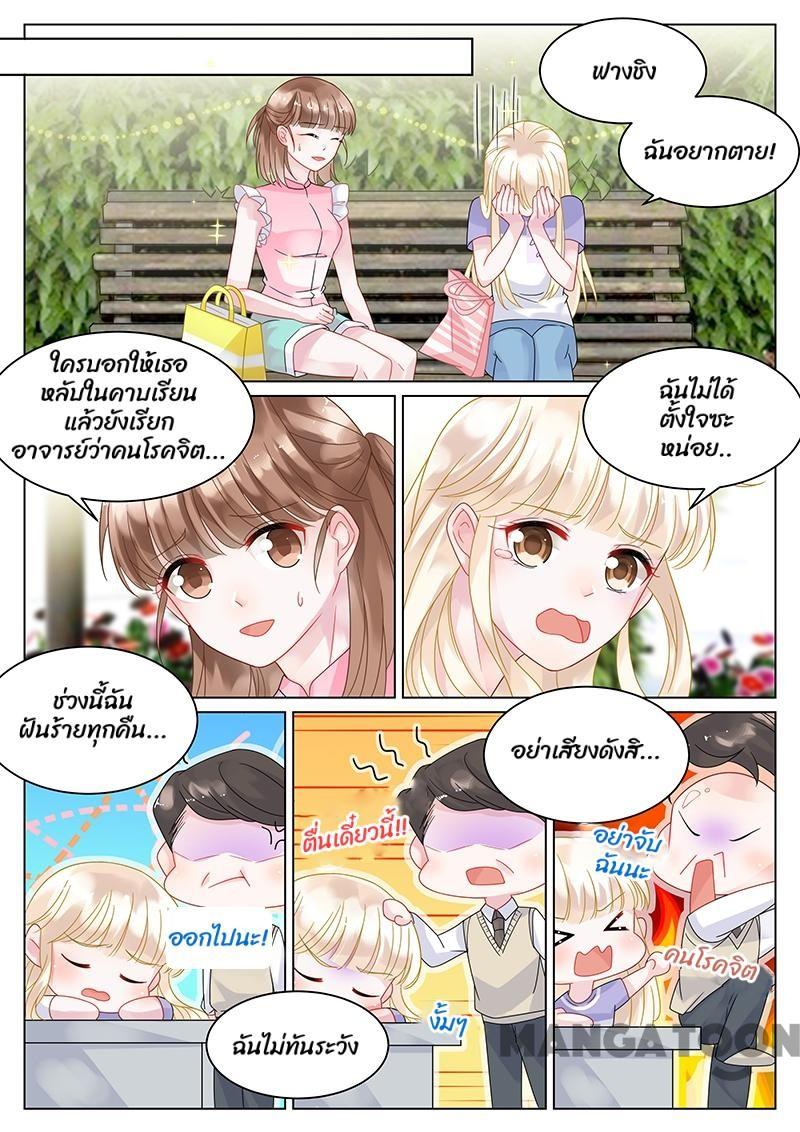 ฟางชิง
ฉันอยากตาย!
ใครบอกให้เธอ
หลับในคาบเรียน
แล้วยังเรียก
อาจารย์ว่าคนโรคจิต...
ฉันไม่ได้
ตั้งใจซะ
หน่อย..
ช่วงนี้ฉัน
ฝันร้ายทุกคืน...
ออกไปนะ!
อย่าเสียงดังสิ...
ตื่นเดี๋ยวนี้!!
งั้มๆ
ฉันไม่ทันระวัง
อย่าจับ
ฉันนะ
คนโรคจิต
MANGATOON